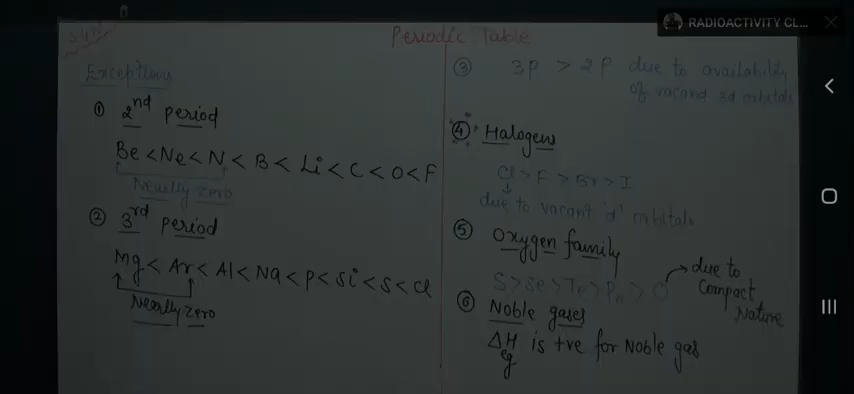 RADIOACTIVITY CL...
Periodic Table
Exceptions
① 2nd period
Be < Ne < N < B < Li < C < O < F
Neually zero
② 3rd period
Mg < Ar < Al < Na < P < Si < S < Cl
Neually zero
③ 3P > 2P due to availability
of vacand 3d orbitals
④ Halogens
Cl > F > Br > I
due to vacant 'd' orbitals
⑤ Oxygen family
S > Se > Te > Po > O
due to
Compact
Nature
⑥ Noble gases
ΔHeg is +ve for Noble gas